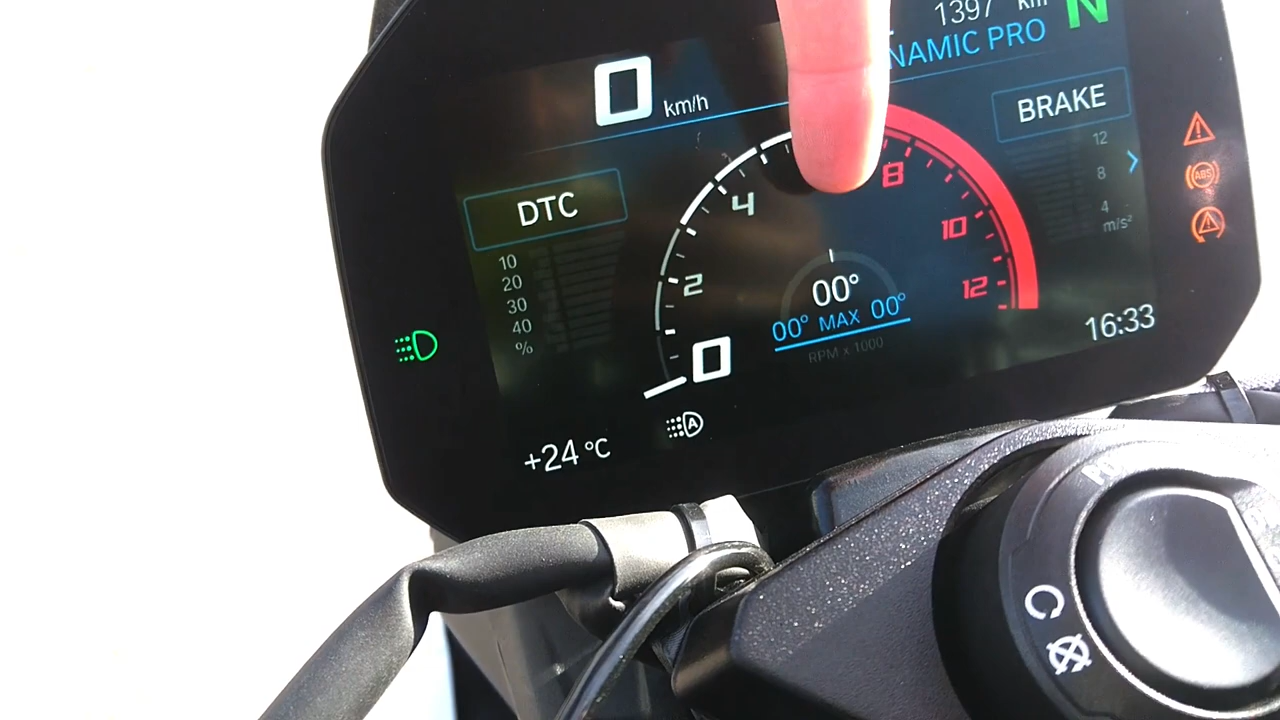 1397 km N
NAMIC PRO
0 km/h
BRAKE
12
8
4
m/s²
DTC
10
20
30
40
%
4
8
2
10
12
0
00°
00° MAX 00°
RPM x 1000
ABS
16:33
A
+24 °C